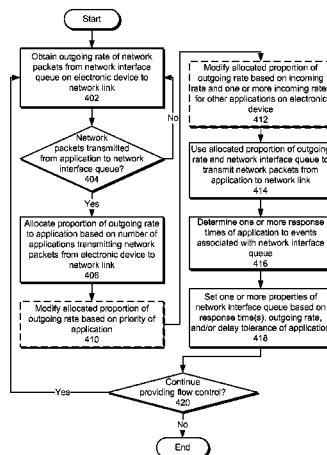 Start
Obtain outgoing rate of network
packets from network interface
queue on electronic device to
network link
402
No
Network
packets transmitted
from application to network
interface queue?
404
Yes
Allocate proportion of outgoing rate
to application based on number of
applications transmitting network
packets from electronic device to
network link
406
Modify allocated proportion of
outgoing rate based on priority of
application
410
Modify allocated proportion of
outgoing rate based on incoming
rate and one or more incoming rates
for other applications on electronic
device
412
Use allocated proportion of outgoing
rate and network interface queue to
transmit network packets from
application to network link
414
Determine one or more response
times of application to events
associated with network interface
queue
416
Set one or more properties of
network interface queue based on
response time(s), outgoing rate,
and/or delay tolerance of application
418
Continue
providing flow control?
420
Yes
No
End